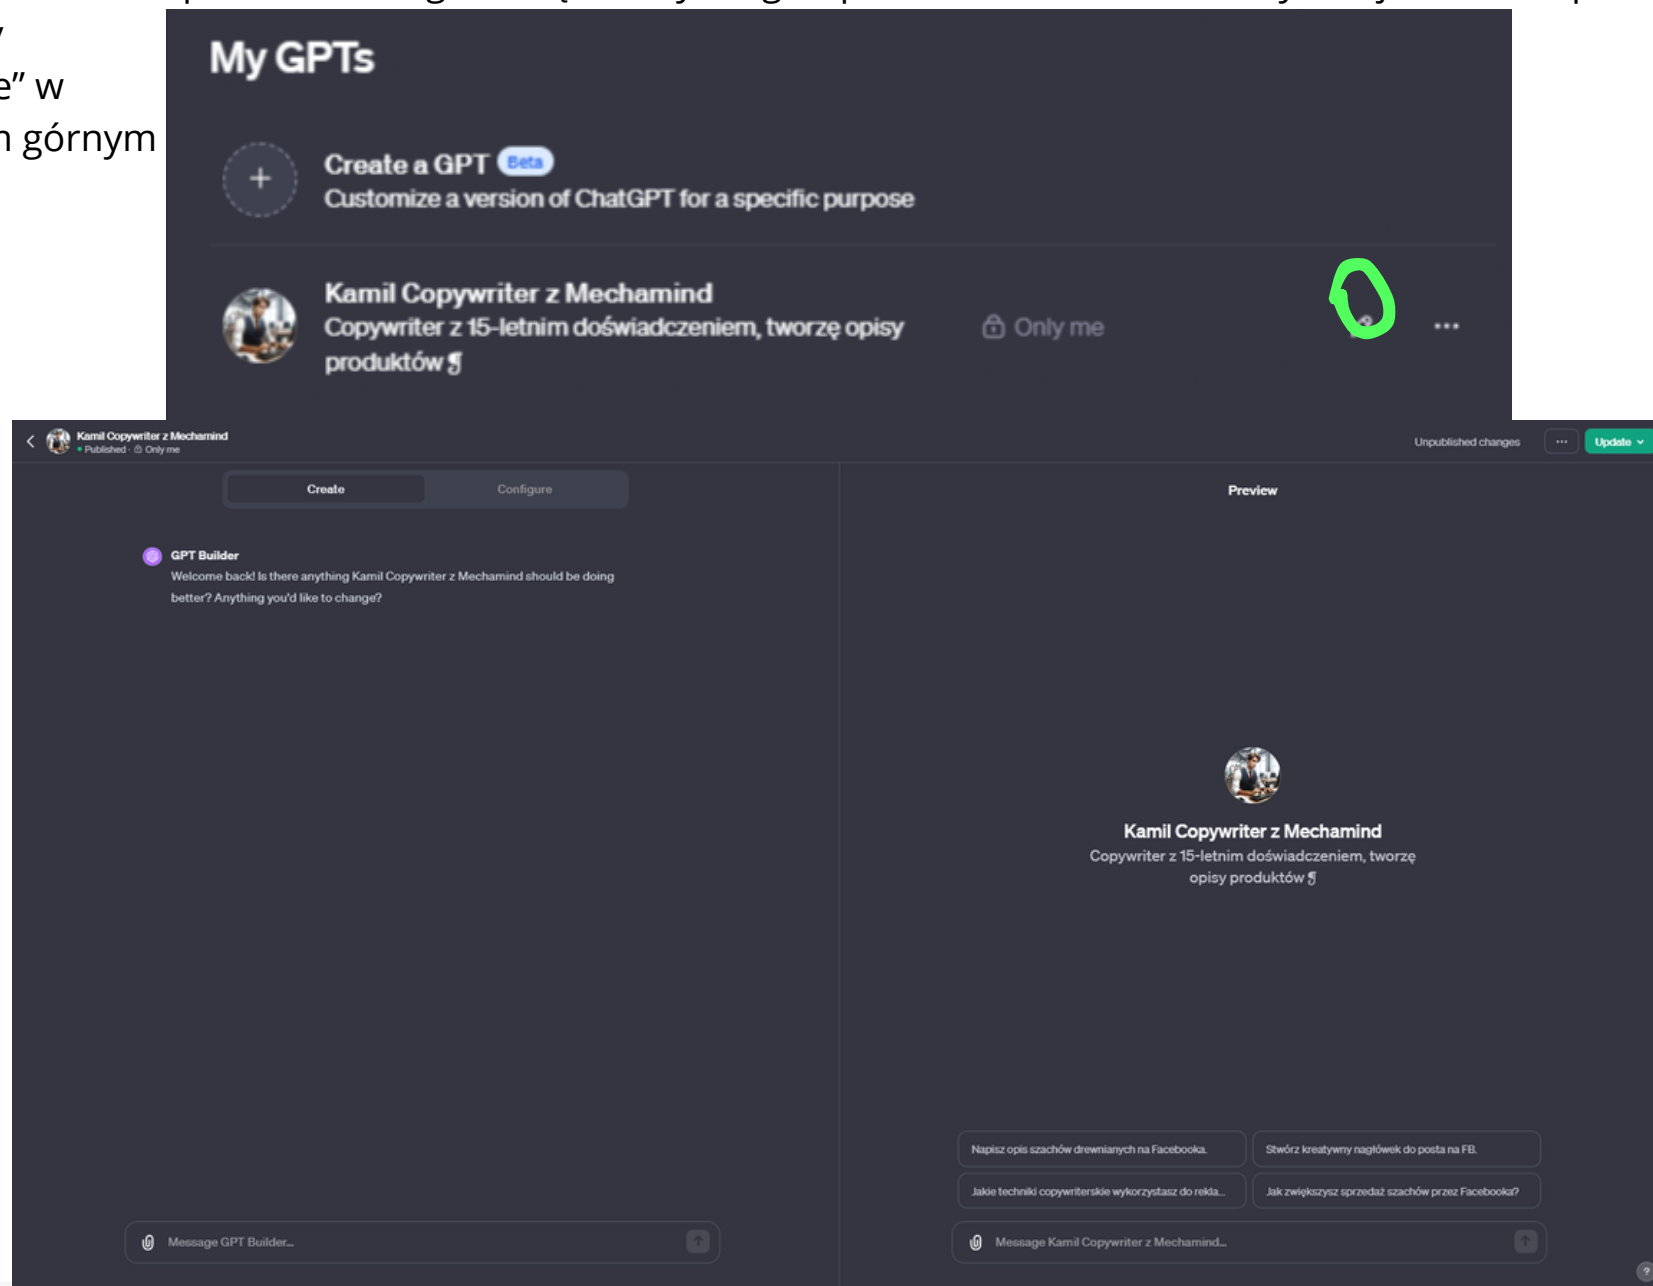 e” w
górnym
My GPTs
Create a GPT Beta
Customize a version of ChatGPT for a specific purpose
Kamil Copywriter z Mechamind
Copywriter z 15-letnim doświadczeniem, tworzę opisy
produktów ❡
Only me
Kamil Copywriter z Mechamind
Published · Only me
Unpublished changes
Update
Create
Configure
Preview
GPT Builder
Welcome back! Is there anything Kamil Copywriter z Mechamind should be doing
better? Anything you'd like to change?
Kamil Copywriter z Mechamind
Copywriter z 15-letnim doświadczeniem, tworzę
opisy produktów ❡
Napisz opis szachów drewnianych na Facebooka.
Stwórz kreatywny nagłówek do posta na FB.
Jakie techniki copywriterskie wykorzystasz do rekla...
Jak zwiększysz sprzedaż szachów przez Facebooka?
Message GPT Builder...
Message Kamil Copywriter z Mechamind...
?